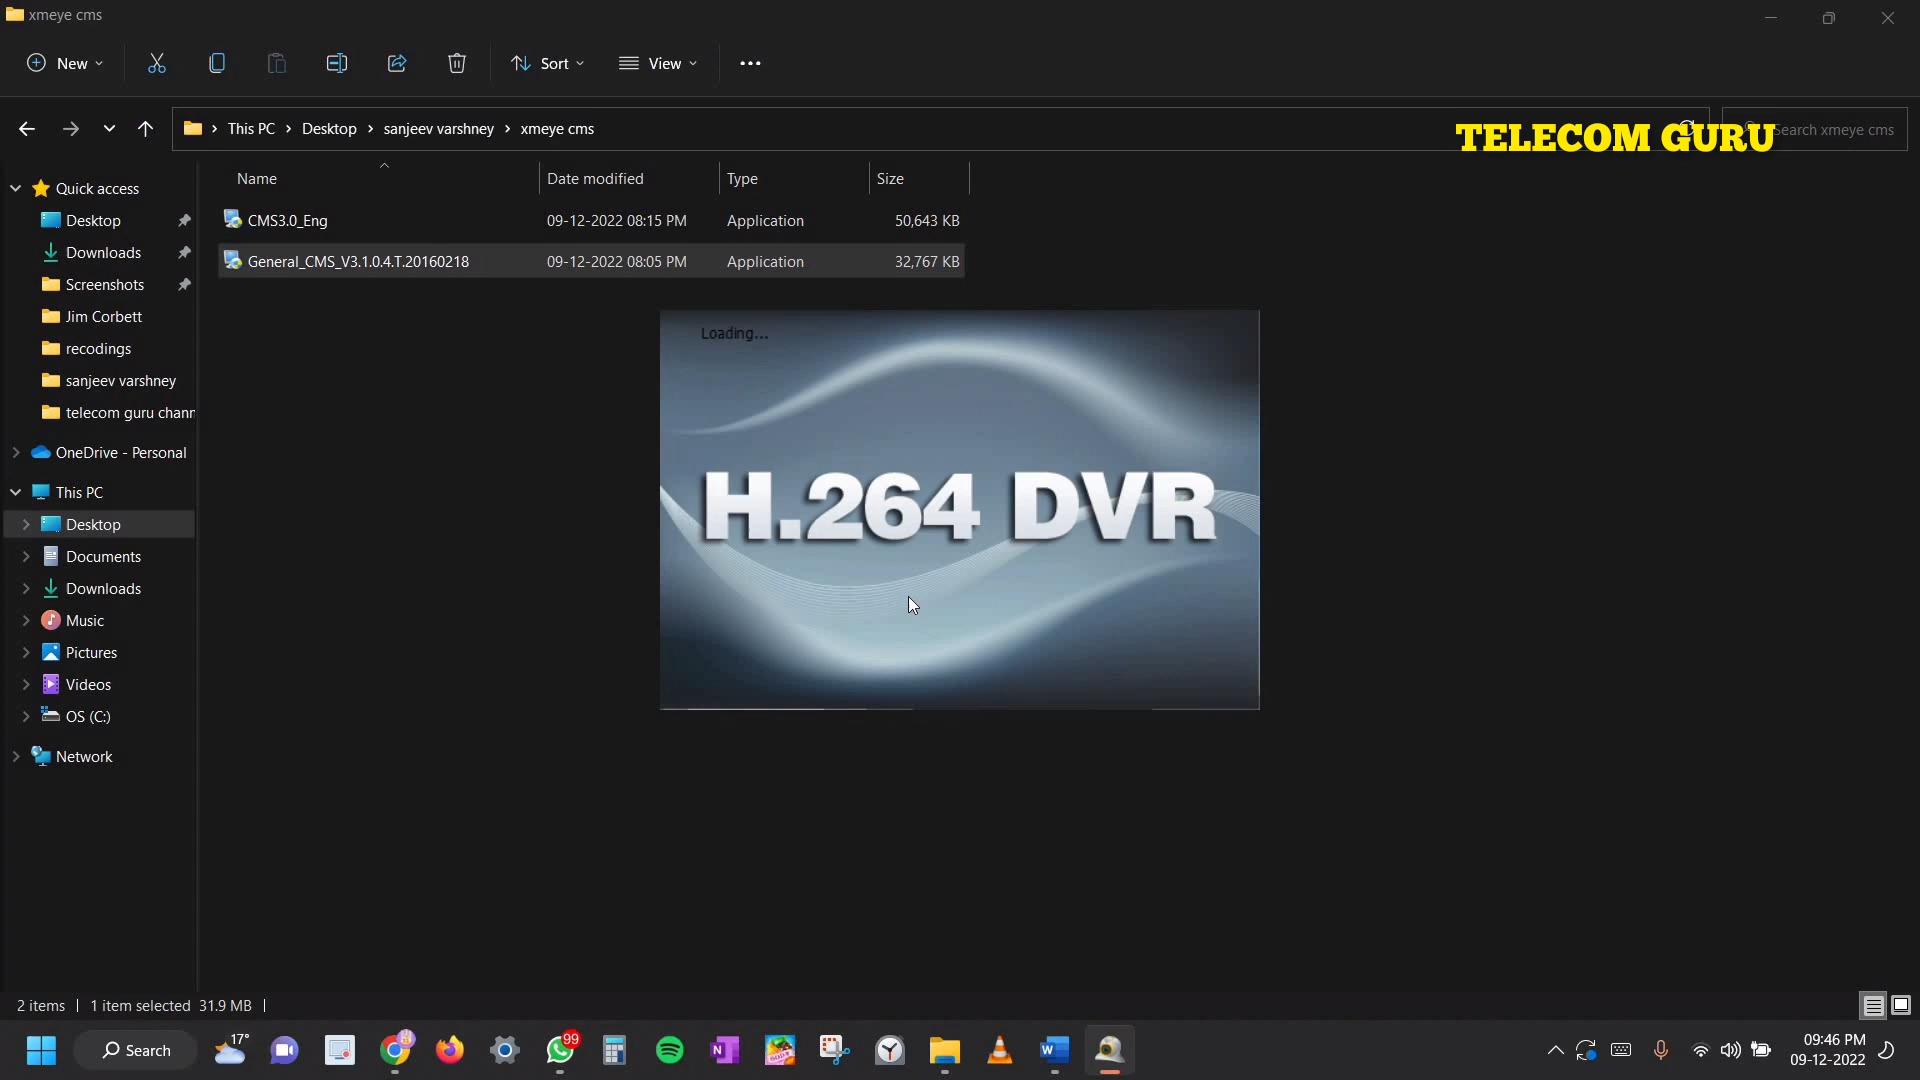 xmeye cms
New
Sort
View
This PC > Desktop > sanjeev varshney > xmeye cms
Search xmeye cms
TELECOM GURU
Name
Date modified
Type
Size
CMS3.0_Eng
09-12-2022 08:15 PM
Application
50,643 KB
General_CMS_V3.1.0.4.T.20160218
09-12-2022 08:05 PM
Application
32,767 KB
Quick access
Desktop
Downloads
Screenshots
Jim Corbett
recodings
sanjeev varshney
telecom guru chann
OneDrive - Personal
This PC
Desktop
Documents
Downloads
Music
Pictures
Videos
OS (C:)
Network
Loading...
H.264 DVR
2 items
1 item selected 31.9 MB
Search
17°
99
09:46 PM
09-12-2022